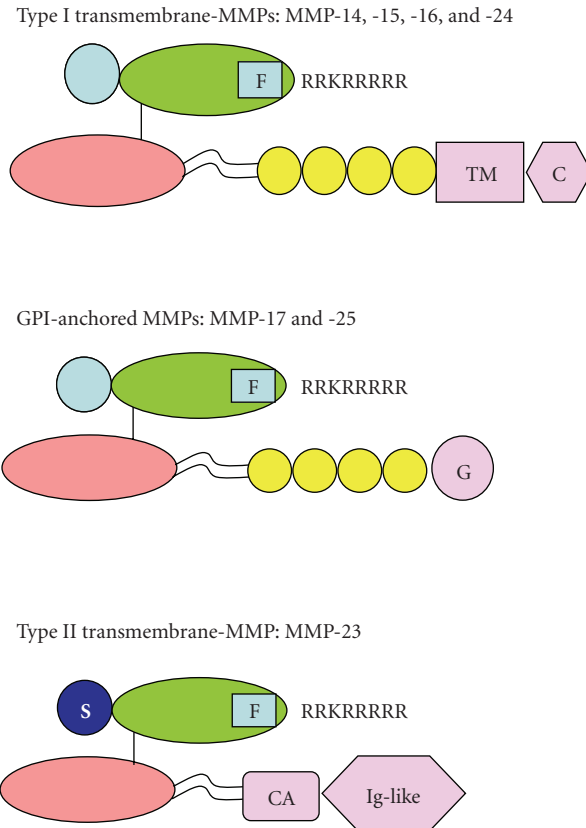 Type I transmembrane-MMPs: MMP-14, -15, -16, and -24
F RRKRRRRR
TM C
GPI-anchored MMPs: MMP-17 and -25
F RRKRRRRR
G
Type II transmembrane-MMP: MMP-23
S F RRKRRRRR
CA Ig-like